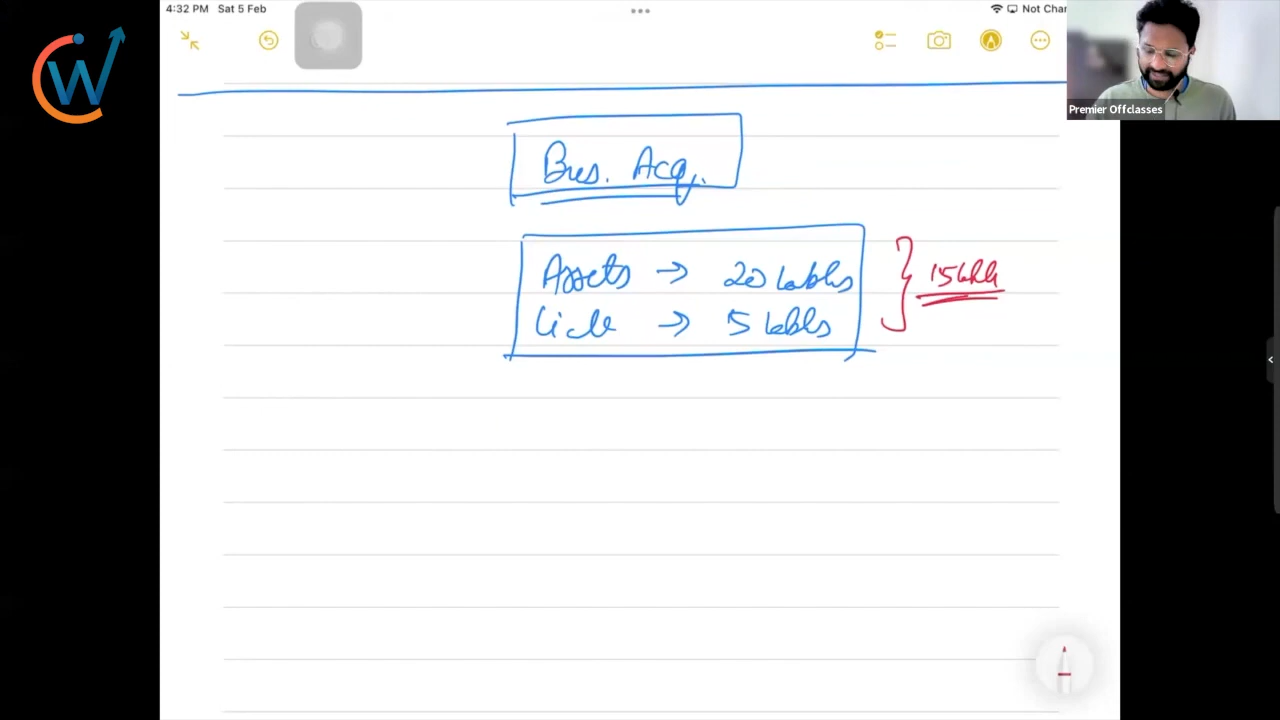 4:32 PM Sat 5 Feb
Not Char
Premier Offclasses
Bus. Acq.
Assets → 20 lakhs
→ 5 lakhs
15 lakh